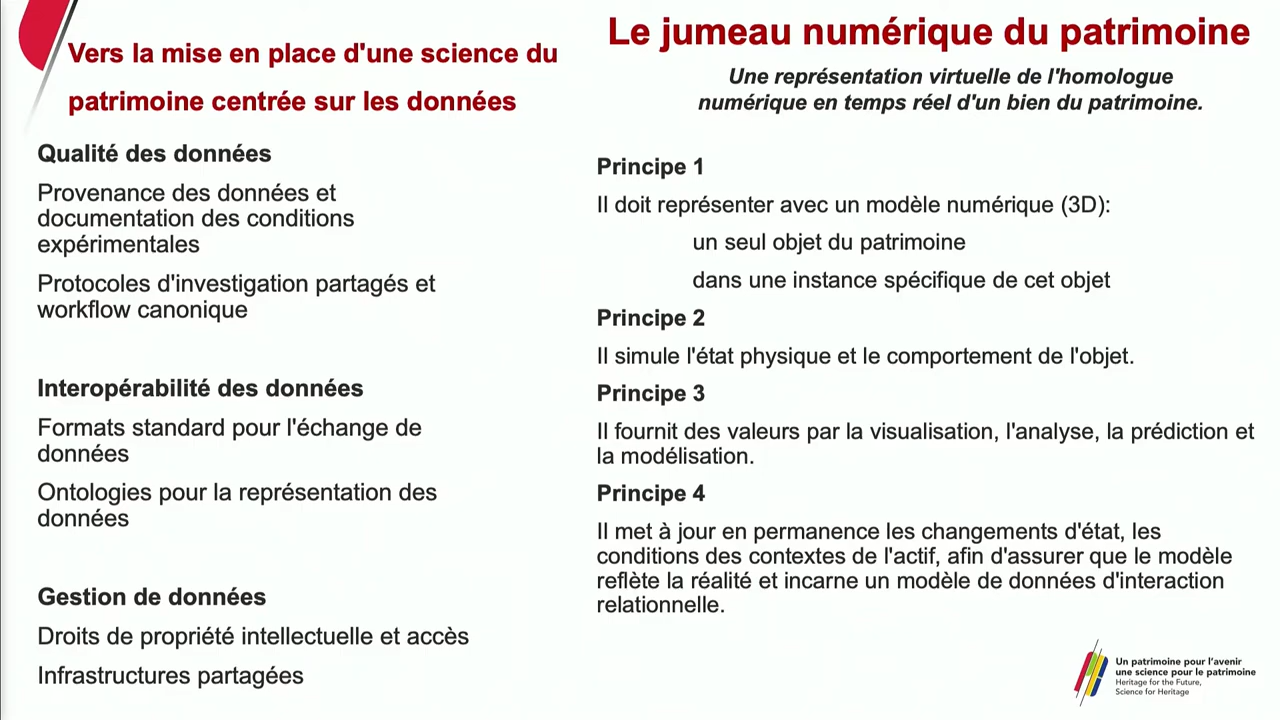 Vers la mise en place d'une science du
patrimoine centrée sur les données
Qualité des données
Provenance des données et
documentation des conditions
expérimentales
Protocoles d'investigation partagés et
workflow canonique
Interopérabilité des données
Formats standard pour l'échange de
données
Ontologies pour la représentation des
données
Gestion de données
Droits de propriété intellectuelle et accès
Infrastructures partagées
Le jumeau numérique du patrimoine
Une représentation virtuelle de l'homologue
numérique en temps réel d'un bien du patrimoine.
Principe 1
Il doit représenter avec un modèle numérique (3D):
un seul objet du patrimoine
dans une instance spécifique de cet objet
Principe 2
Il simule l'état physique et le comportement de l'objet.
Principe 3
Il fournit des valeurs par la visualisation, l'analyse, la prédiction et
la modélisation.
Principe 4
Il met à jour en permanence les changements d'état, les
conditions des contextes de l'actif, afin d'assurer que le modèle
reflète la réalité et incarne un modèle de données d'interaction
relationnelle.
Un patrimoine pour l'avenir
une science pour le patrimoine
Heritage for the Future,
Science for Heritage